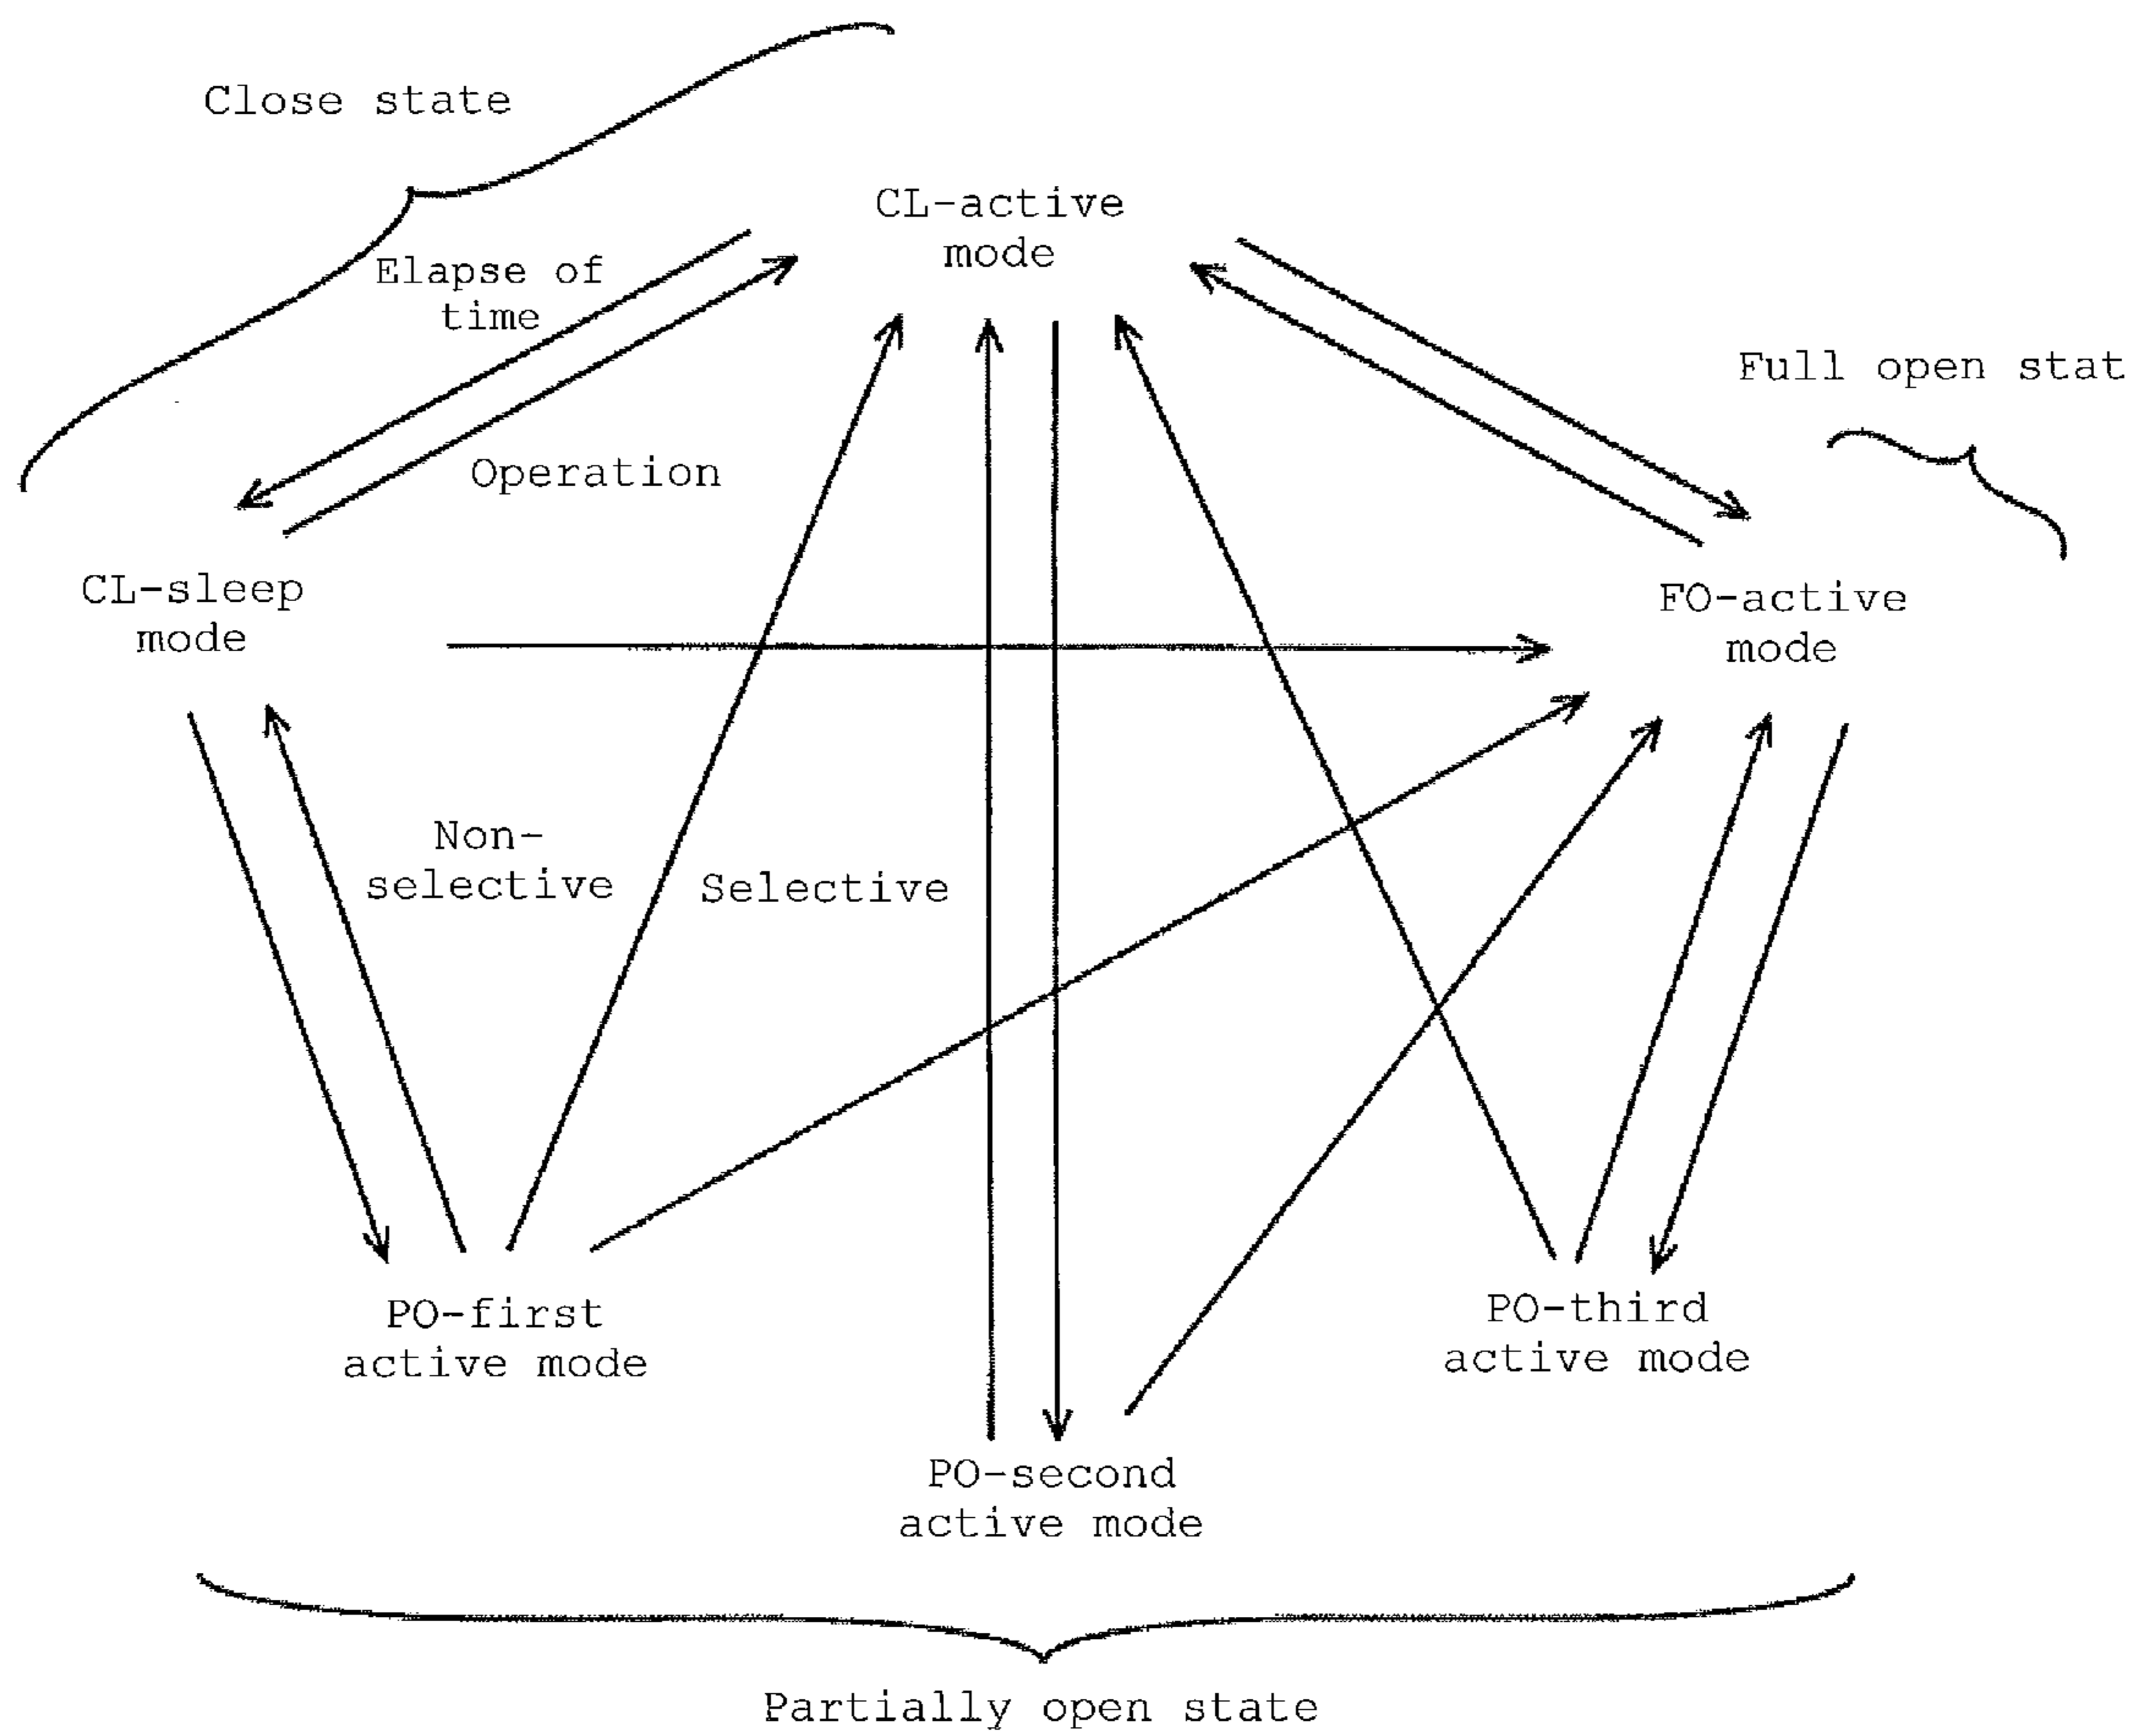 Close state
CL-active
mode
Elapse of
time
Full open stat
Operation
CL-sleep
mode
FO-active
mode
Non-
selective
Selective
PO-first
active mode
PO-third
active mode
PO-second
active mode
Partially open state